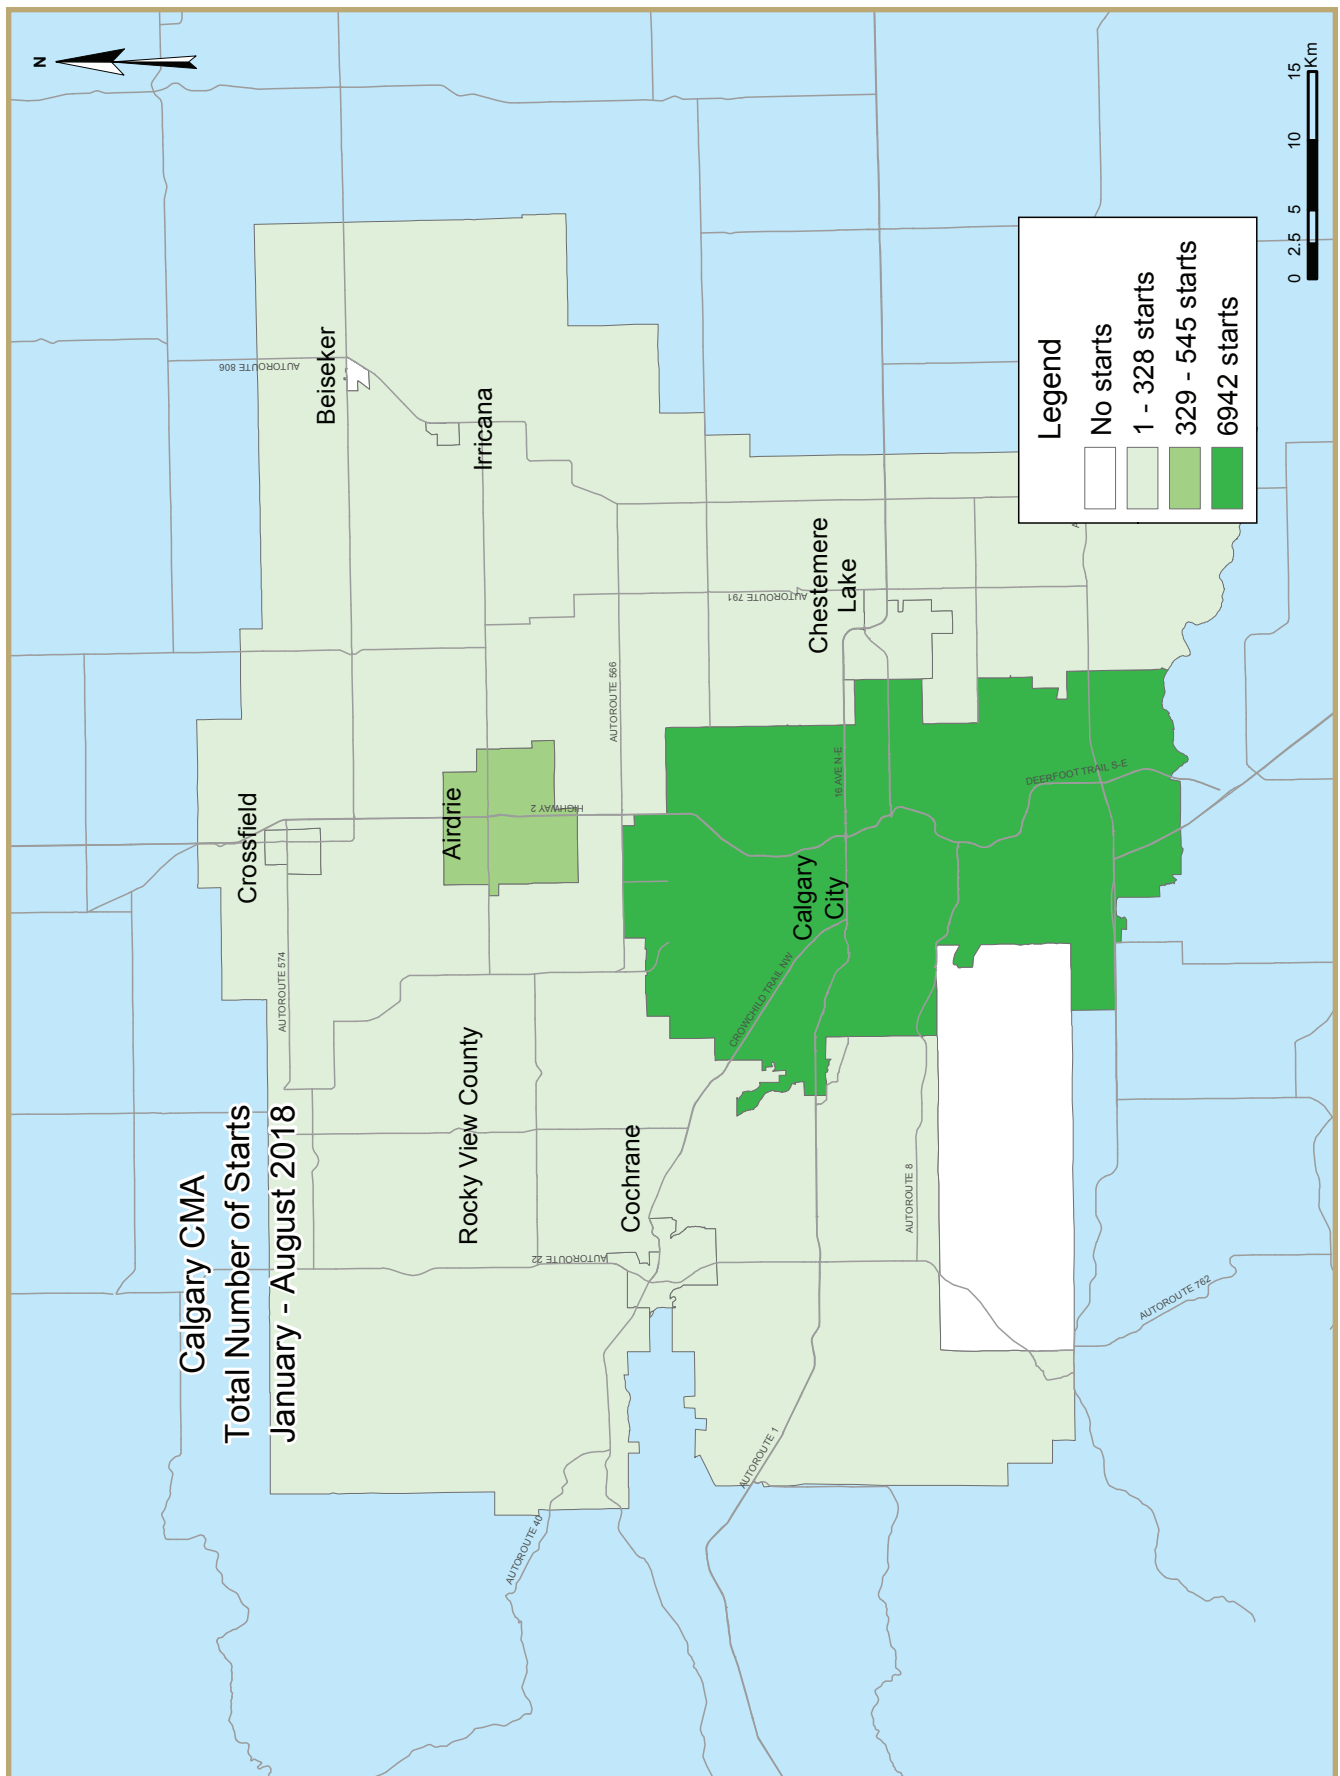 Calgary CMA
Total Number of Starts
January - August 2018
N
Crossfield
Beiseker
Irricana
Airdrie
Rocky View County
Cochrane
Calgary
City
Chestemere
Lake
AUTOROUTE 806
AUTOROUTE 574
AUTOROUTE 566
HIGHWAY 2
AUTOROUTE 791
AUTOROUTE 22
AUTOROUTE 40
AUTOROUTE 1
AUTOROUTE 8
AUTOROUTE 762
CROWCHILD TRAIL NW
16 AVE N-E
DEERFOOT TRAIL S-E
A
Legend
No starts
1 - 328 starts
329 - 545 starts
6942 starts
0 2.5 5 10 15
Km